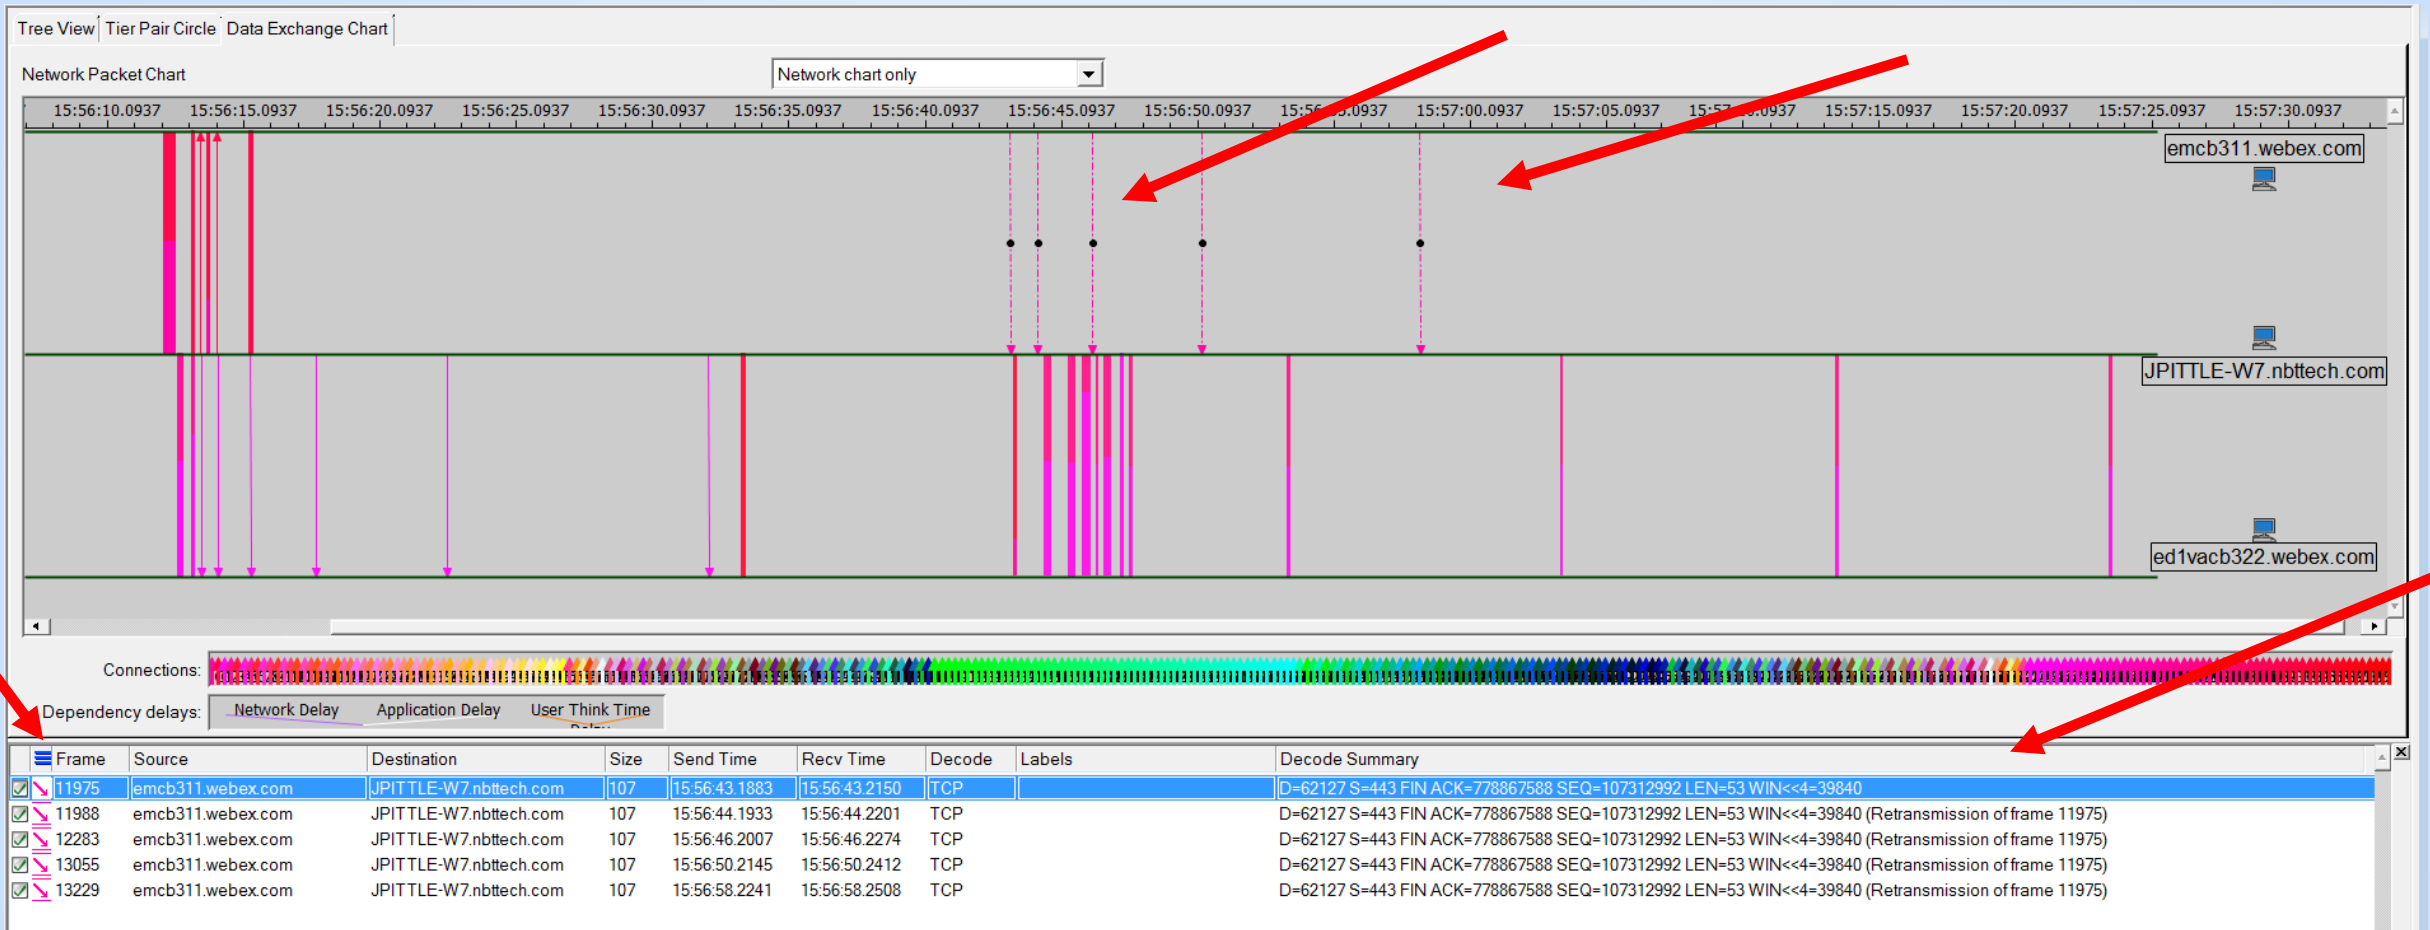 Tree View Tier Pair Circle Data Exchange Chart
Network Packet Chart Network chart only
15:56:10.0937 15:56:15.0937 15:56:20.0937 15:56:25.0937 15:56:30.0937 15:56:35.0937 15:56:40.0937 15:56:45.0937 15:56:50.0937 15:57:00.0937 15:57:05.0937 15:57:15.0937 15:57:20.0937 15:57:25.0937 15:57:30.0937
emcb311.webex.com
JPITTLE-W7.nbttech.com
ed1vacb322.webex.com
Connections:
Dependency delays: Network Delay Application Delay User Think Time
Frame Source Destination Size Send Time Recv Time Decode Labels Decode Summary
11975 emcb311.webex.com JPITTLE-W7.nbttech.com 107 15:56:43.1883 15:56:43.2150 TCP D=62127 S=443 FIN ACK=778867588 SEQ=107312992 LEN=53 WIN<<4=39840
11988 emcb311.webex.com JPITTLE-W7.nbttech.com 107 15:56:44.1933 15:56:44.2201 TCP D=62127 S=443 FIN ACK=778867588 SEQ=107312992 LEN=53 WIN<<4=39840 (Retransmission of frame 11975)
12283 emcb311.webex.com JPITTLE-W7.nbttech.com 107 15:56:46.2007 15:56:46.2274 TCP D=62127 S=443 FIN ACK=778867588 SEQ=107312992 LEN=53 WIN<<4=39840 (Retransmission of frame 11975)
13055 emcb311.webex.com JPITTLE-W7.nbttech.com 107 15:56:50.2145 15:56:50.2412 TCP D=62127 S=443 FIN ACK=778867588 SEQ=107312992 LEN=53 WIN<<4=39840 (Retransmission of frame 11975)
13229 emcb311.webex.com JPITTLE-W7.nbttech.com 107 15:56:58.2241 15:56:58.2508 TCP D=62127 S=443 FIN ACK=778867588 SEQ=107312992 LEN=53 WIN<<4=39840 (Retransmission of frame 11975)